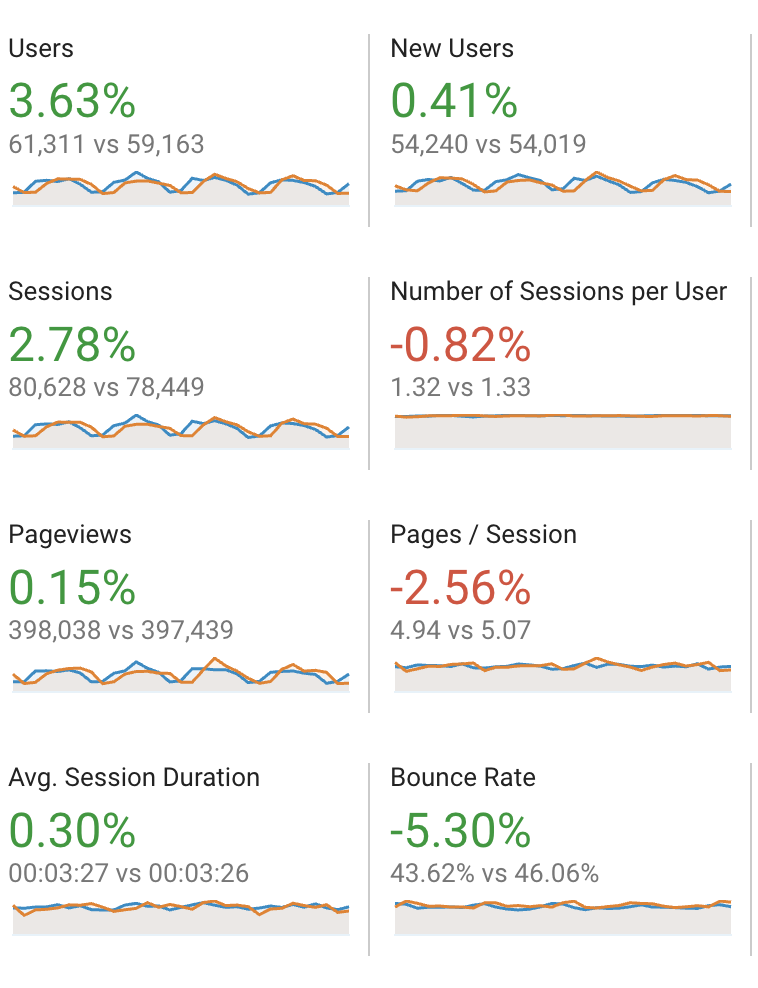 Users
3.63%
61,311 vs 59,163
New Users
0.41%
54,240 vs 54,019
Sessions
2.78%
80,628 vs 78,449
Number of Sessions per User
-0.82%
1.32 vs 1.33
Pageviews
0.15%
398,038 vs 397,439
Pages / Session
-2.56%
4.94 vs 5.07
Avg. Session Duration
0.30%
00:03:27 vs 00:03:26
Bounce Rate
-5.30%
43.62% vs 46.06%